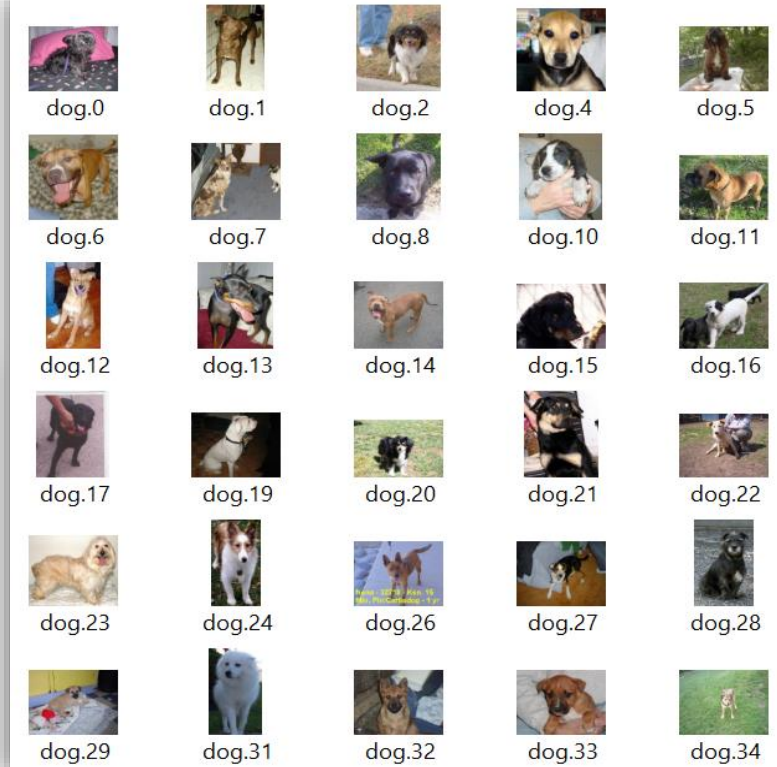 dog.0 dog.1 dog.2 dog.4 dog.5
dog.6 dog.7 dog.8 dog.10 dog.11
dog.12 dog.13 dog.14 dog.15 dog.16
dog.17 dog.19 dog.20 dog.21 dog.22
dog.23 dog.24 dog.26 dog.27 dog.28
dog.29 dog.31 dog.32 dog.33 dog.34